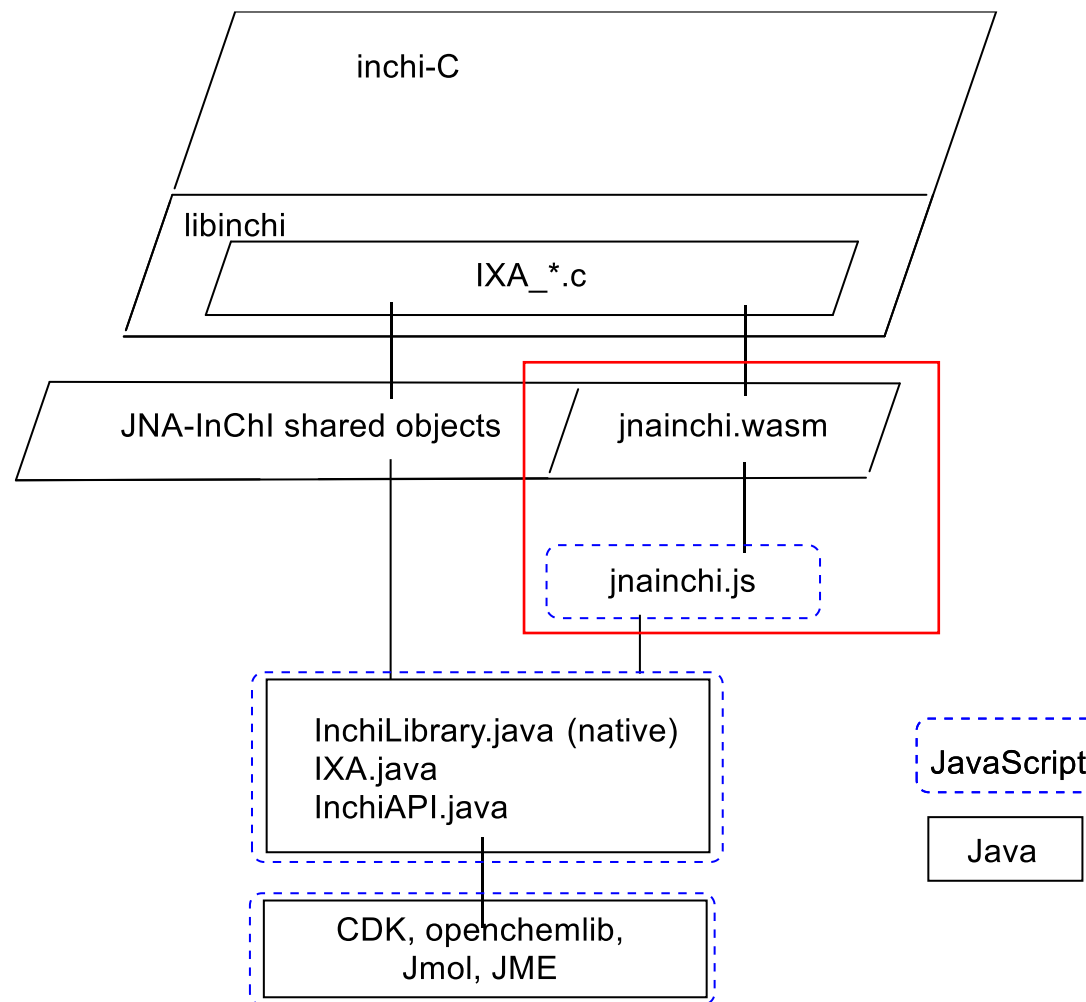 inchi-C
libinchi
IXA_*.c
JNA-InChI shared objects
jnainchi.wasm
jnainchi.js
InchiLibrary.java (native)
IXA.java
InchiAPI.java
JavaScript
Java
CDK, openchemlib,
Jmol, JME